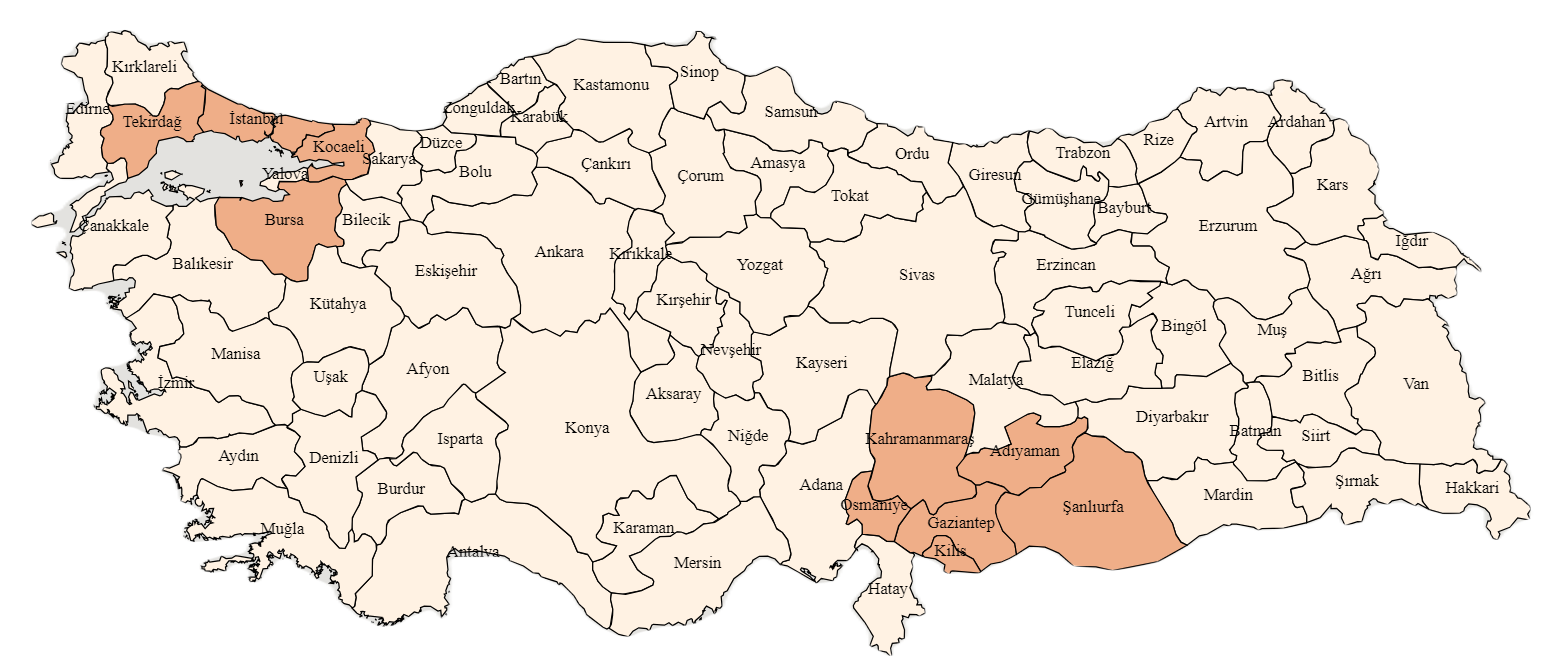 Kırklareli
Edirne
Tekirdağ
İstanbul
Kocaeli
Yalova
Sakarya
Düzce
Bolu
Zonguldak
Bartın
Karabük
Kastamonu
Sinop
Samsun
Çankırı
Çorum
Amasya
Tokat
Ordu
Giresun
Trabzon
Gümüşhane
Bayburt
Rize
Artvin
Ardahan
Kars
Erzurum
Iğdır
Ağrı
Çanakkale
Balıkesir
Bursa
Bilecik
Eskişehir
Kütahya
Ankara
Kırıkkale
Yozgat
Kırşehir
Sivas
Erzincan
Tunceli
Bingöl
Muş
Bitlis
Van
Manisa
İzmir
Uşak
Afyon
Konya
Aksaray
Nevşehir
Kayseri
Malatya
Elazığ
Diyarbakır
Batman
Siirt
Şırnak
Hakkari
Mardin
Aydın
Denizli
Isparta
Burdur
Muğla
Antalya
Karaman
Niğde
Mersin
Adana
Kahramanmaraş
Adıyaman
Osmaniye
Gaziantep
Kilis
Şanlıurfa
Hatay